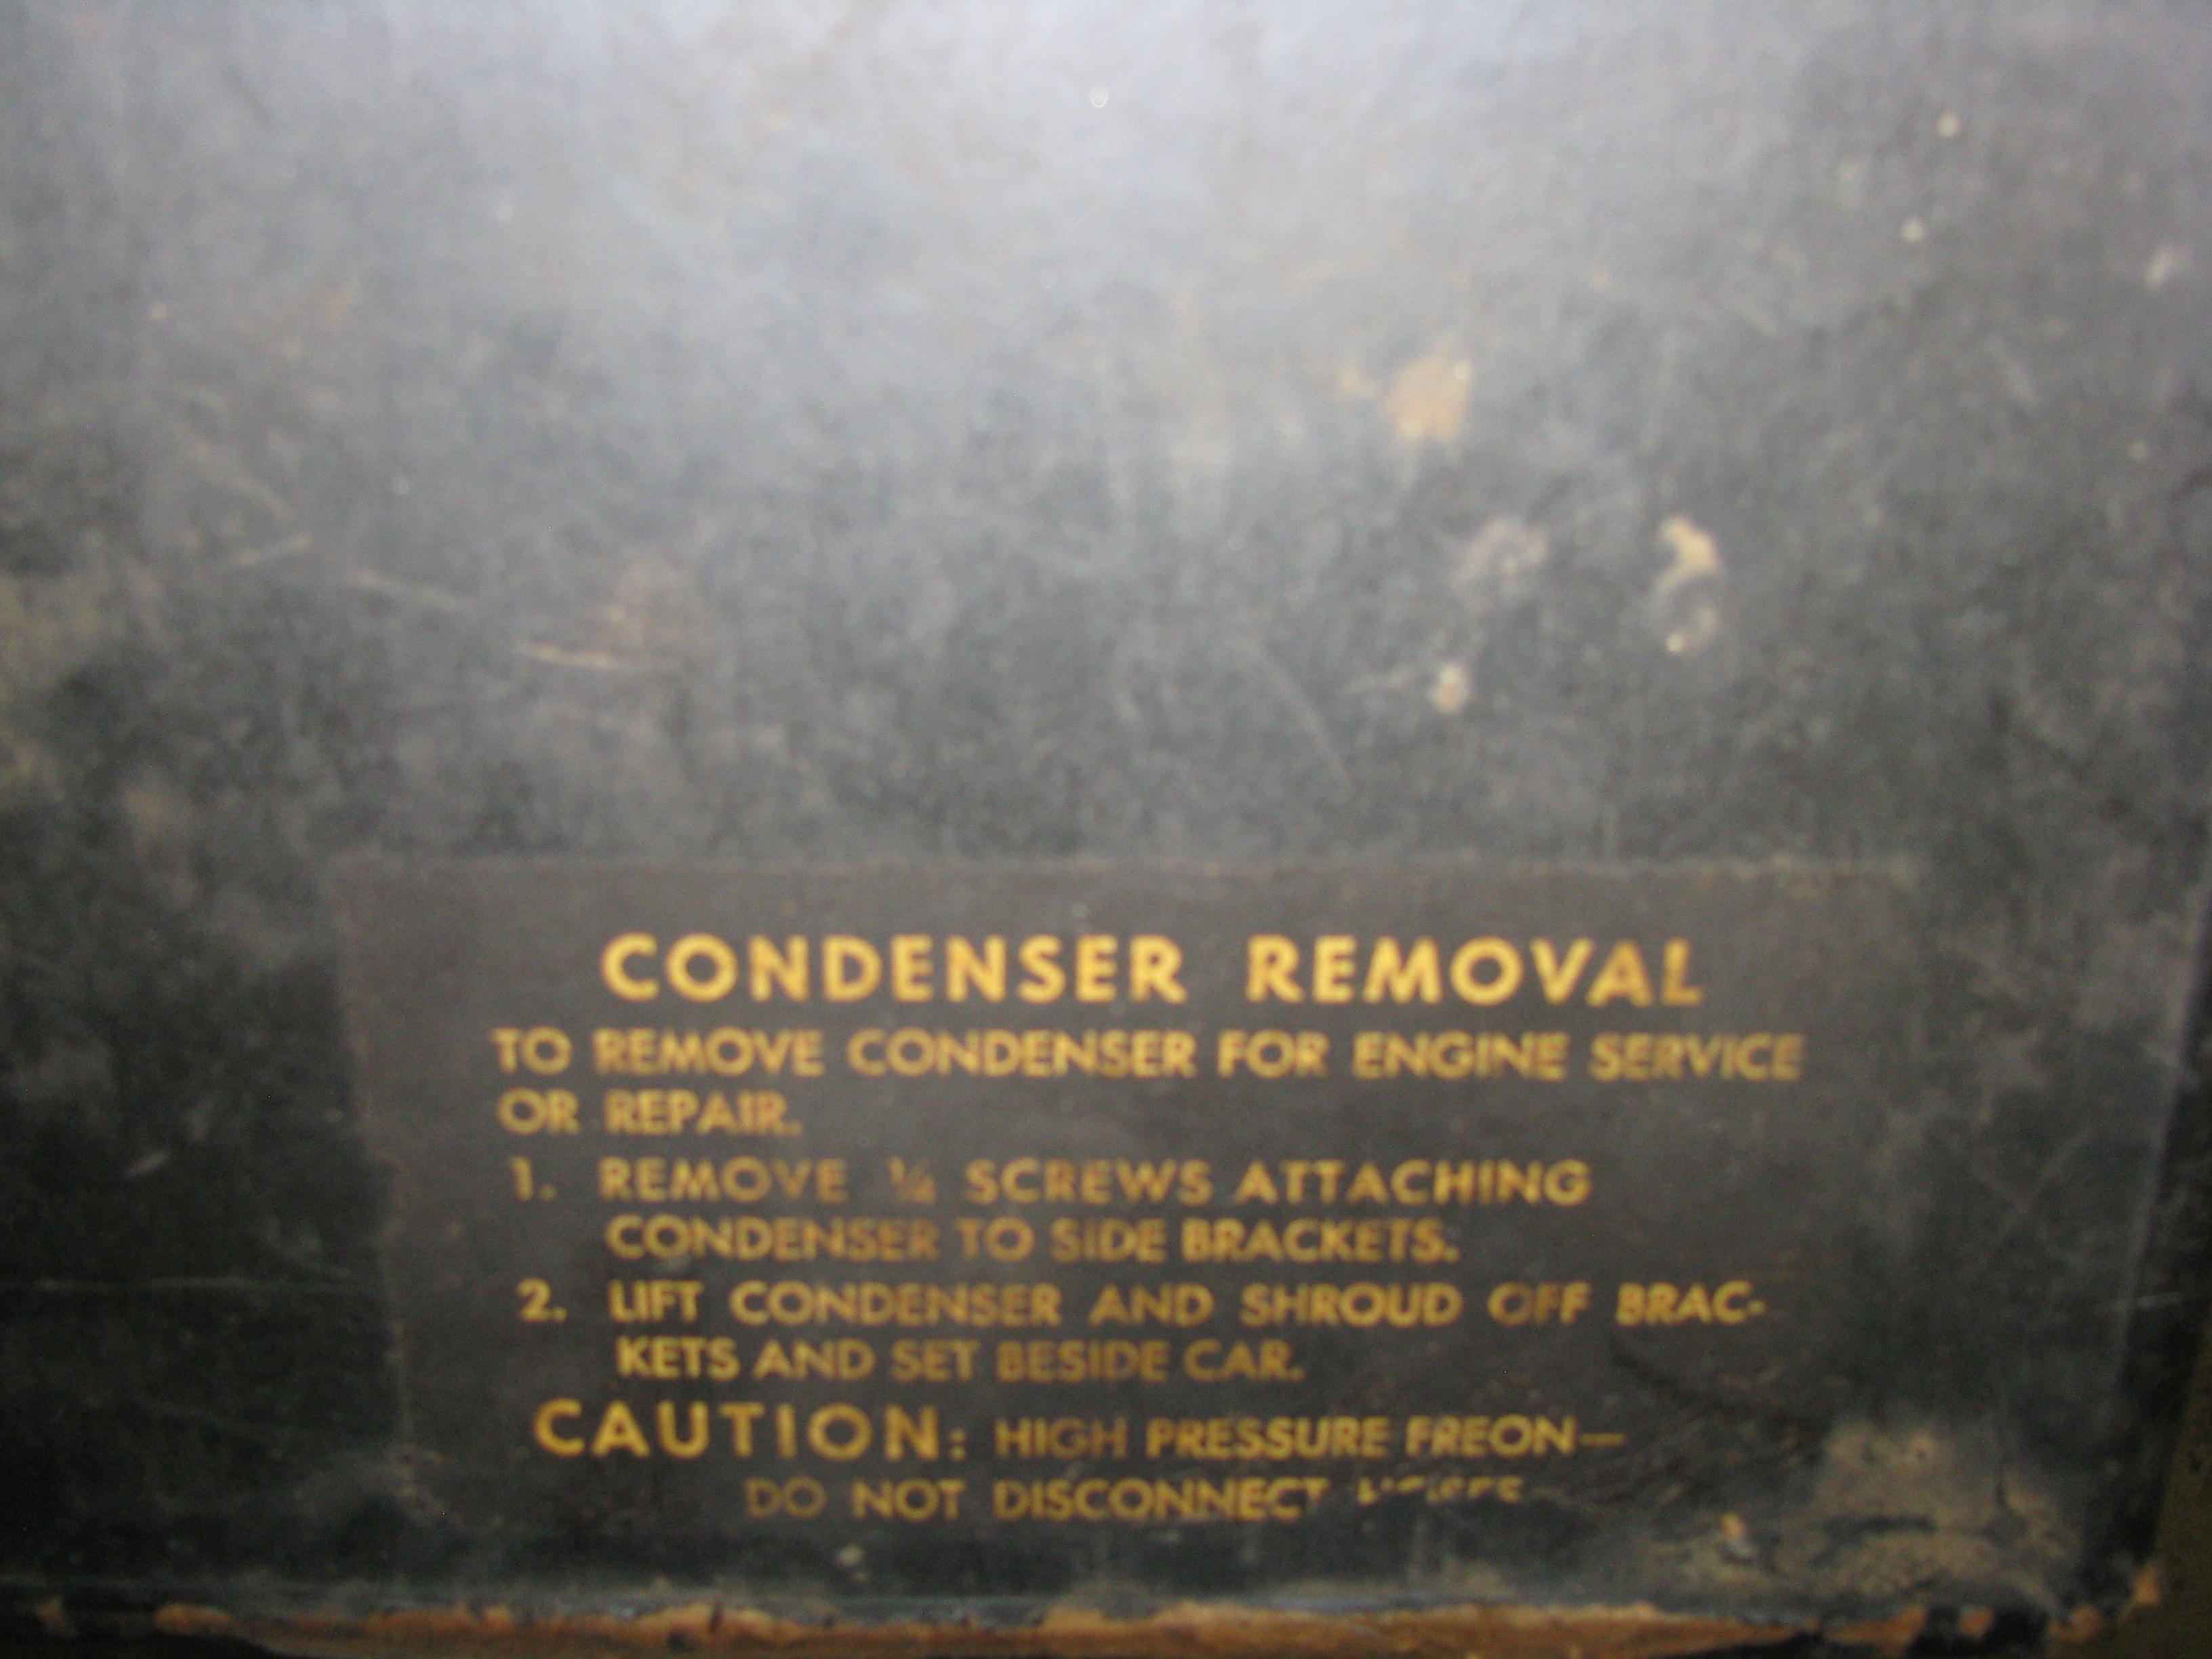 CONDENSER REMOVAL
TO REMOVE CONDENSER FOR ENGINE SERVICE
OR REPAIR.
1. REMOVE ¼ SCREWS ATTACHING
CONDENSER TO SIDE BRACKETS.
2. LIFT CONDENSER AND SHROUD OFF BRAC-
KETS AND SET BESIDE CAR.
CAUTION: HIGH PRESSURE FREON—
DO NOT DISCONNECT